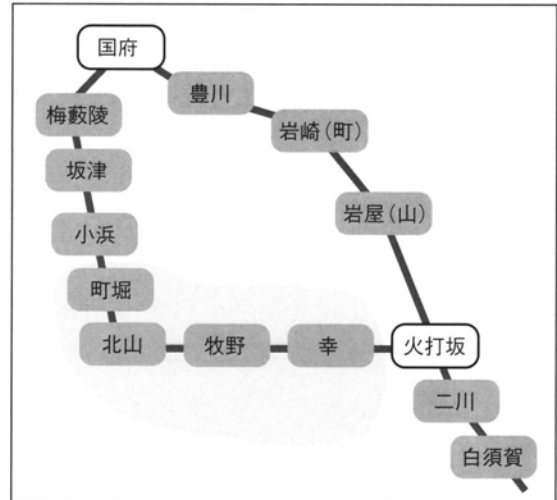 国府
豊川
梅藪陵
岩崎(町)
坂津
岩屋(山)
小浜
町堀
北山
牧野
幸
火打坂
二川
白須賀